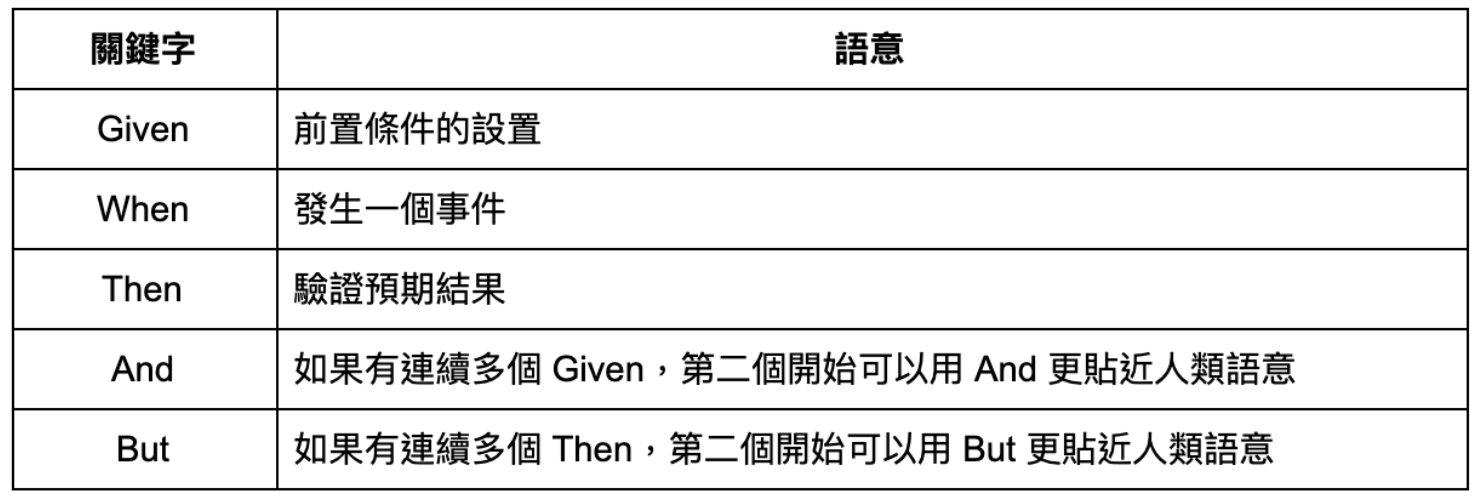 關鍵字 語意
Given 前置條件的設置
When 發生一個事件
Then 驗證預期結果
And 如果有連續多個 Given，第二個開始可以用 And 更貼近人類語意
But 如果有連續多個 Then，第二個開始可以用 But 更貼近人類語意